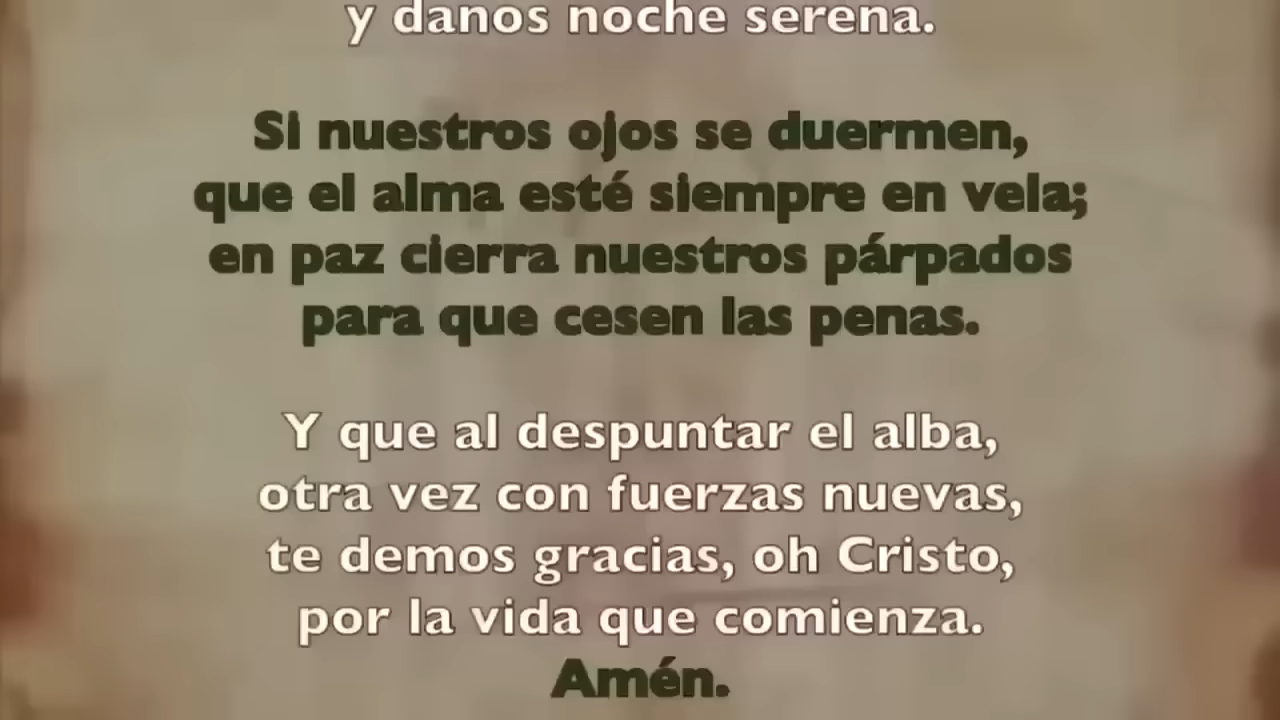 y danos noche serena.
Si nuestros ojos se duermen,
que el alma esté siempre en vela;
en paz cierra nuestros párpados
para que cesen las penas.
Y que al despuntar el alba,
otra vez con fuerzas nuevas,
te demos gracias, oh Cristo,
por la vida que comienza.
Amén.